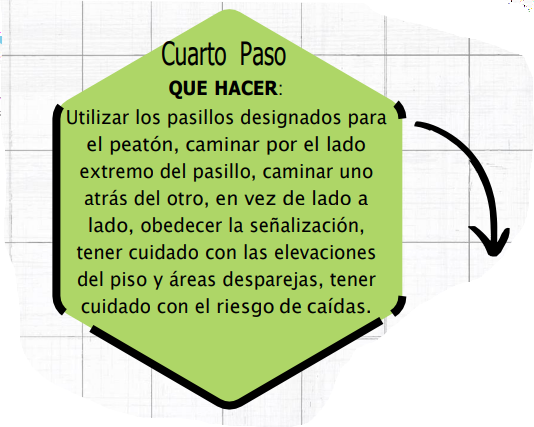 Cuarto Paso
QUE HACER:
Utilizar los pasillos designados para
el peatón, caminar por el lado
extremo del pasillo, caminar uno
atrás del otro, en vez de lado a
lado, obedecer la señalización,
tener cuidado con las elevaciones
del piso y áreas desparejas, tener
cuidado con el riesgo de caídas.